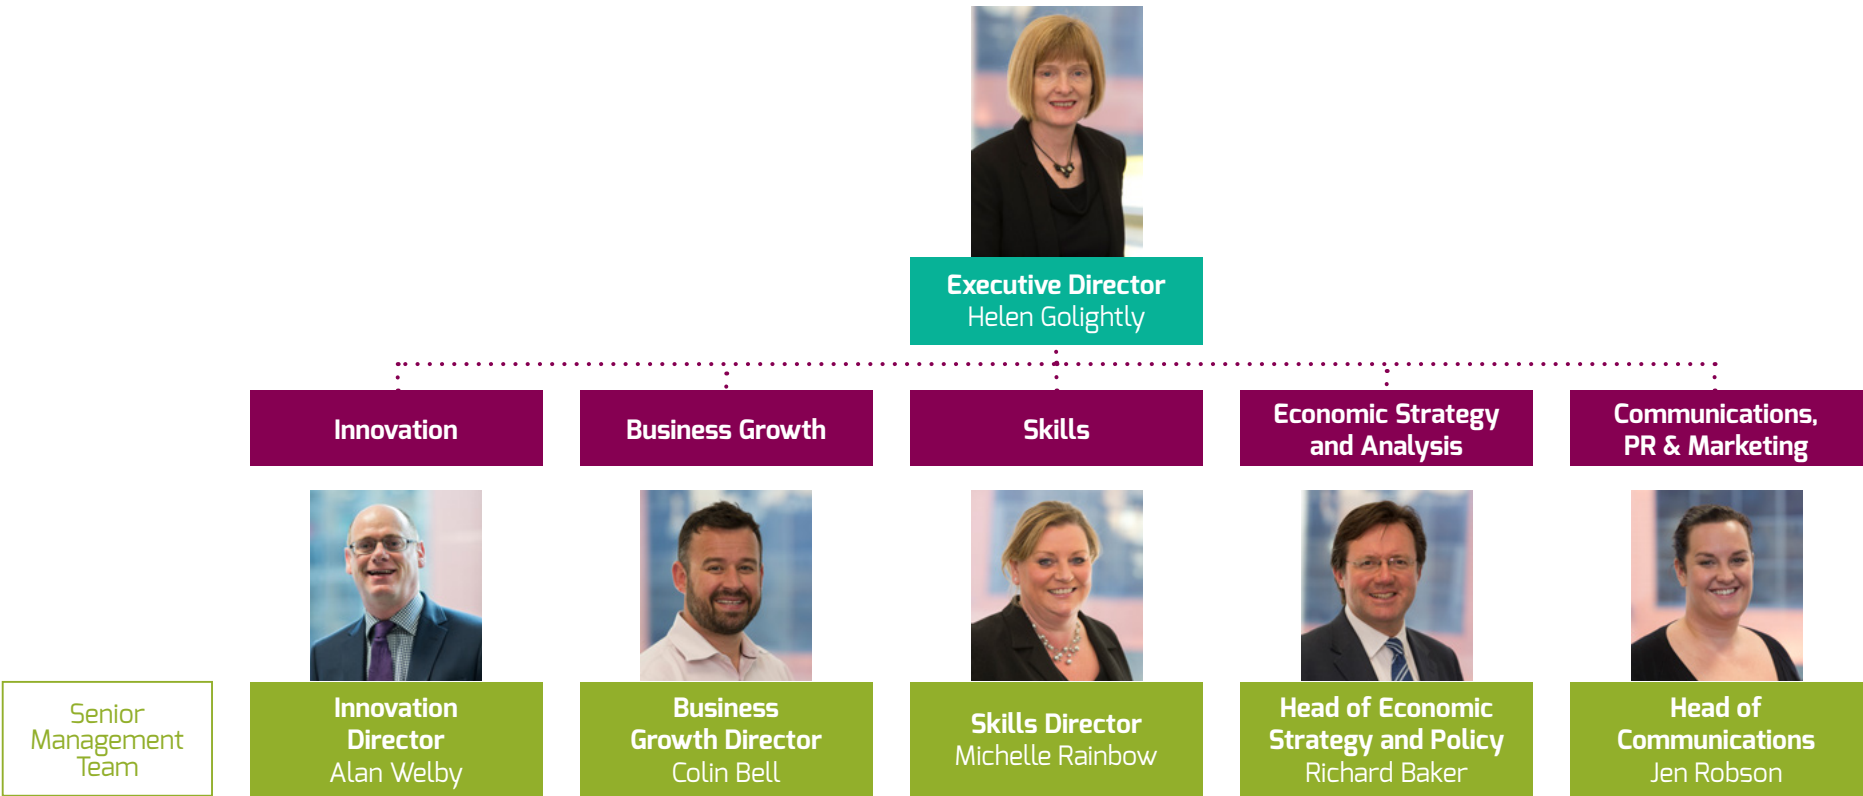 Executive Director
Helen Golightly
Innovation
Business Growth
Skills
Economic Strategy
and Analysis
Communications,
PR & Marketing
Senior
Management
Team
Innovation
Director
Alan Welby
Business
Growth Director
Colin Bell
Skills Director
Michelle Rainbow
Head of Economic
Strategy and Policy
Richard Baker
Head of
Communications
Jen Robson